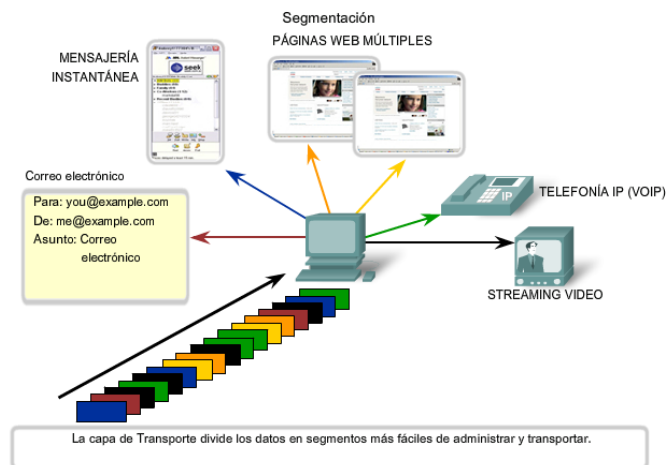 Segmentación
MENSAJERÍA
INSTANTÁNEA
PÁGINAS WEB MÚLTIPLES
seek
Correo electrónico
Para: you@example.com
De: me@example.com
Asunto: Correo
electrónico
IP
TELEFONÍA IP (VOIP)
STREAMING VIDEO
La capa de Transporte divide los datos en segmentos más fáciles de administrar y transportar.